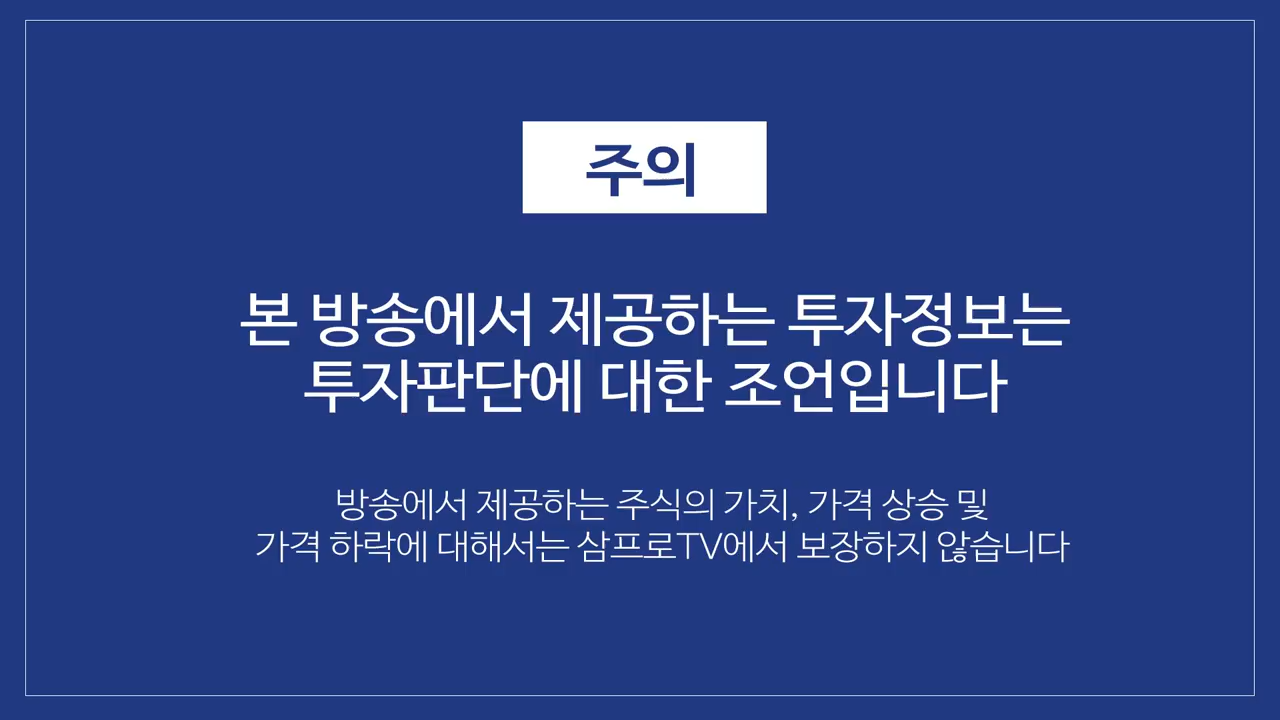 주의
본 방송에서 제공하는 투자정보는
투자판단에 대한 조언입니다
방송에서 제공하는 주식의 가치, 가격 상승 및
가격 하락에 대해서는 삼프로TV에서 보장하지 않습니다